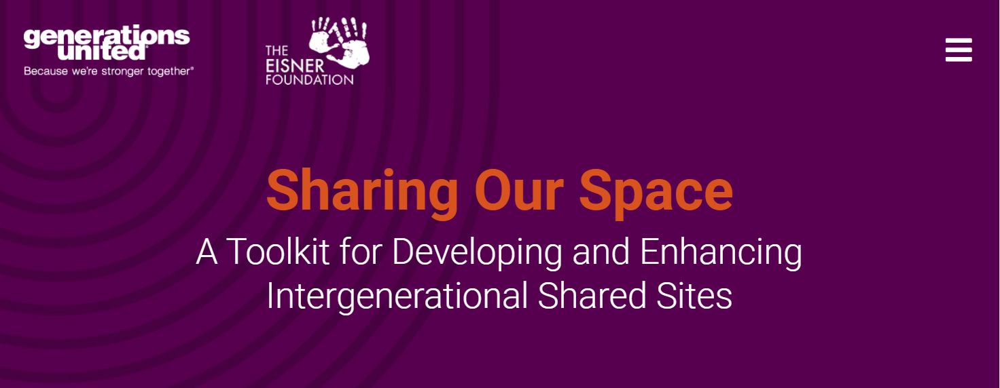 generations
united
Because we're stronger together®
THE
EISNER
FOUNDATION
Sharing Our Space
A Toolkit for Developing and Enhancing
Intergenerational Shared Sites